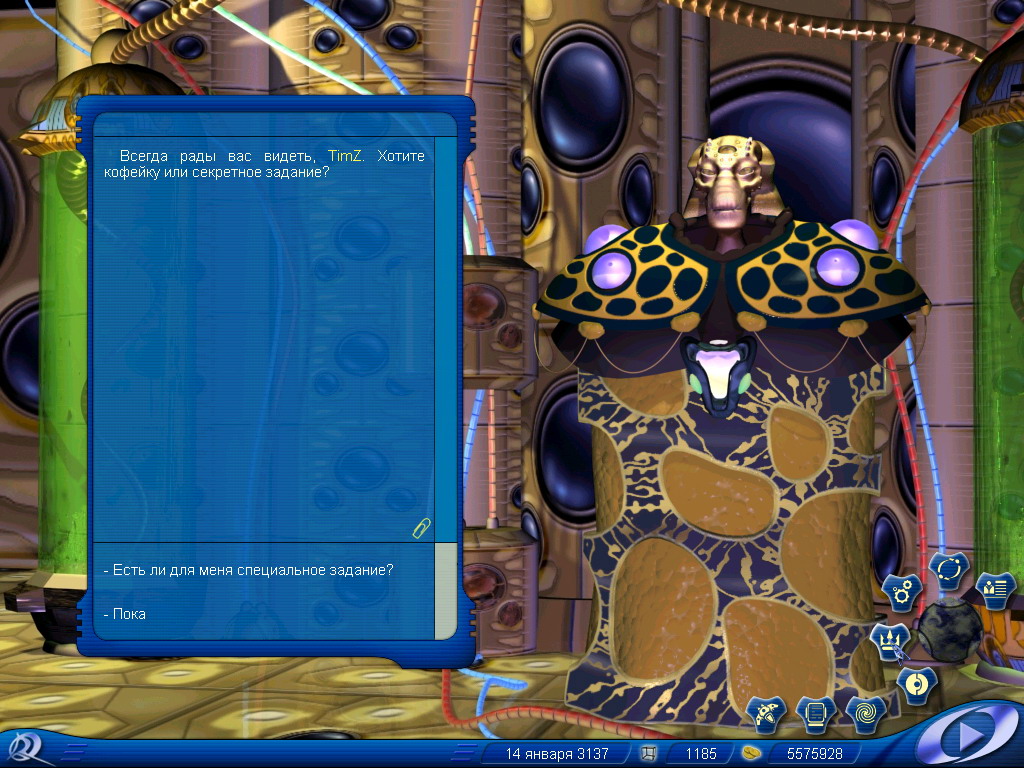 Всегда рады вас видеть, TimZ. Хотите
кофейку или секретное задание?
- Есть ли для меня специальное задание?
- Пока
14 января 3137
1185
5575928